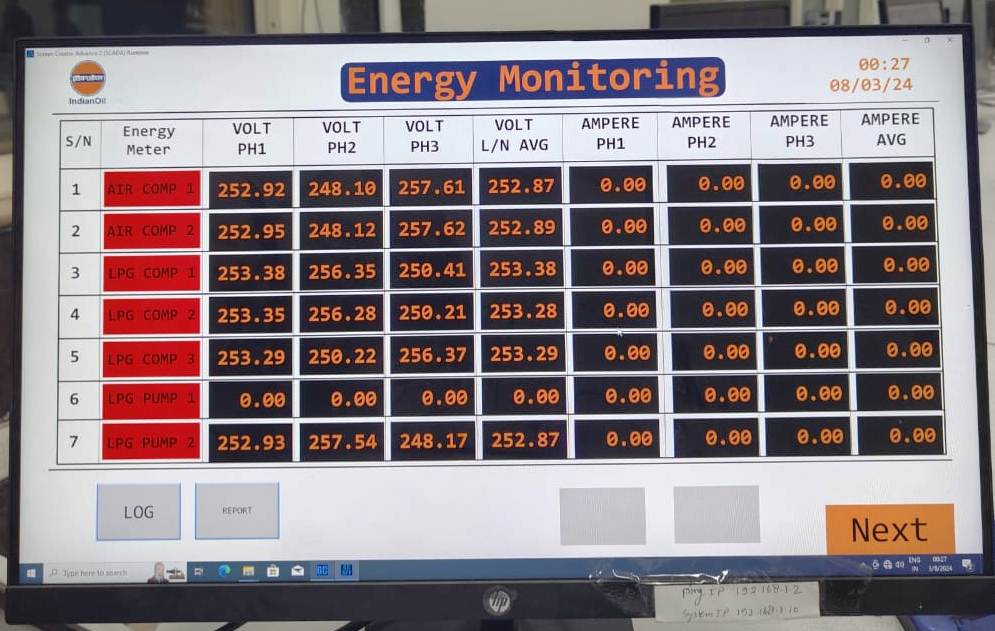 Screen Creator Advance 2 (SCADA) Runtime
इंडियनऑयल
IndianOil
Energy Monitoring
00:27
08/03/24
S/N Energy Meter VOLT PH1 VOLT PH2 VOLT PH3 VOLT L/N AVG AMPERE PH1 AMPERE PH2 AMPERE PH3 AMPERE AVG
1 AIR COMP 1 252.92 248.10 257.61 252.87 0.00 0.00 0.00 0.00
2 AIR COMP 2 252.95 248.12 257.62 252.89 0.00 0.00 0.00 0.00
3 LPG COMP 1 253.38 256.35 250.41 253.38 0.00 0.00 0.00 0.00
4 LPG COMP 2 253.35 256.28 250.21 253.28 0.00 0.00 0.00 0.00
5 LPG COMP 3 253.29 250.22 256.37 253.29 0.00 0.00 0.00 0.00
6 LPG PUMP 1 0.00 0.00 0.00 0.00 0.00 0.00 0.00 0.00
7 LPG PUMP 2 252.93 257.54 248.17 252.87 0.00 0.00 0.00 0.00
LOG REPORT
Next
Type here to search
ENG
IN
00:27
3/8/2024
hp
Ping IP 192.168.1.2
System IP 192.168.1.10